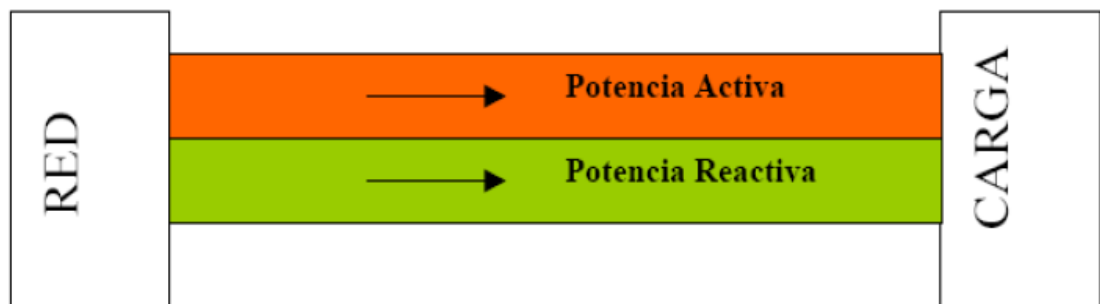 RED
Potencia Activa
Potencia Reactiva
CARGA